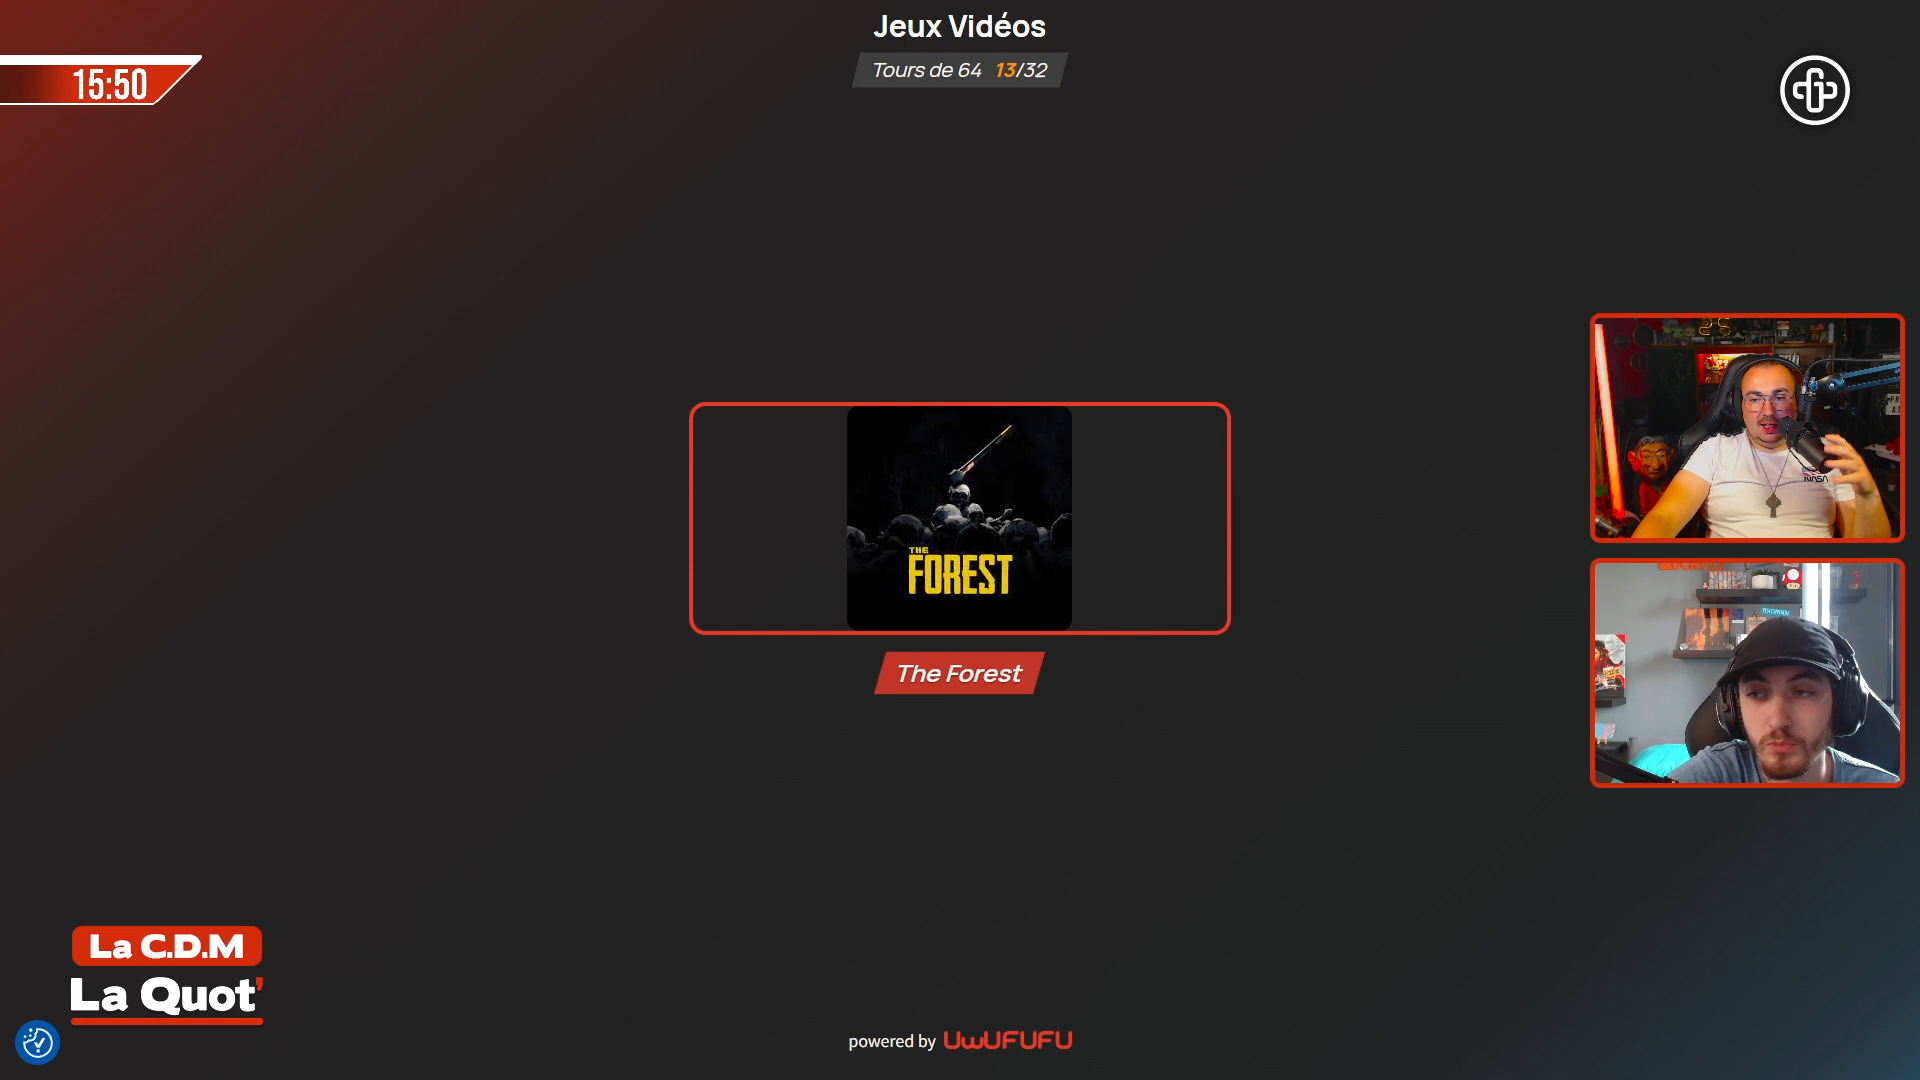 Jeux Vidéos
Tours de 64 13/32
15:50
THE
FOREST
The Forest
NASA
La C.D.M
La Quot'
powered by UwUFUFU